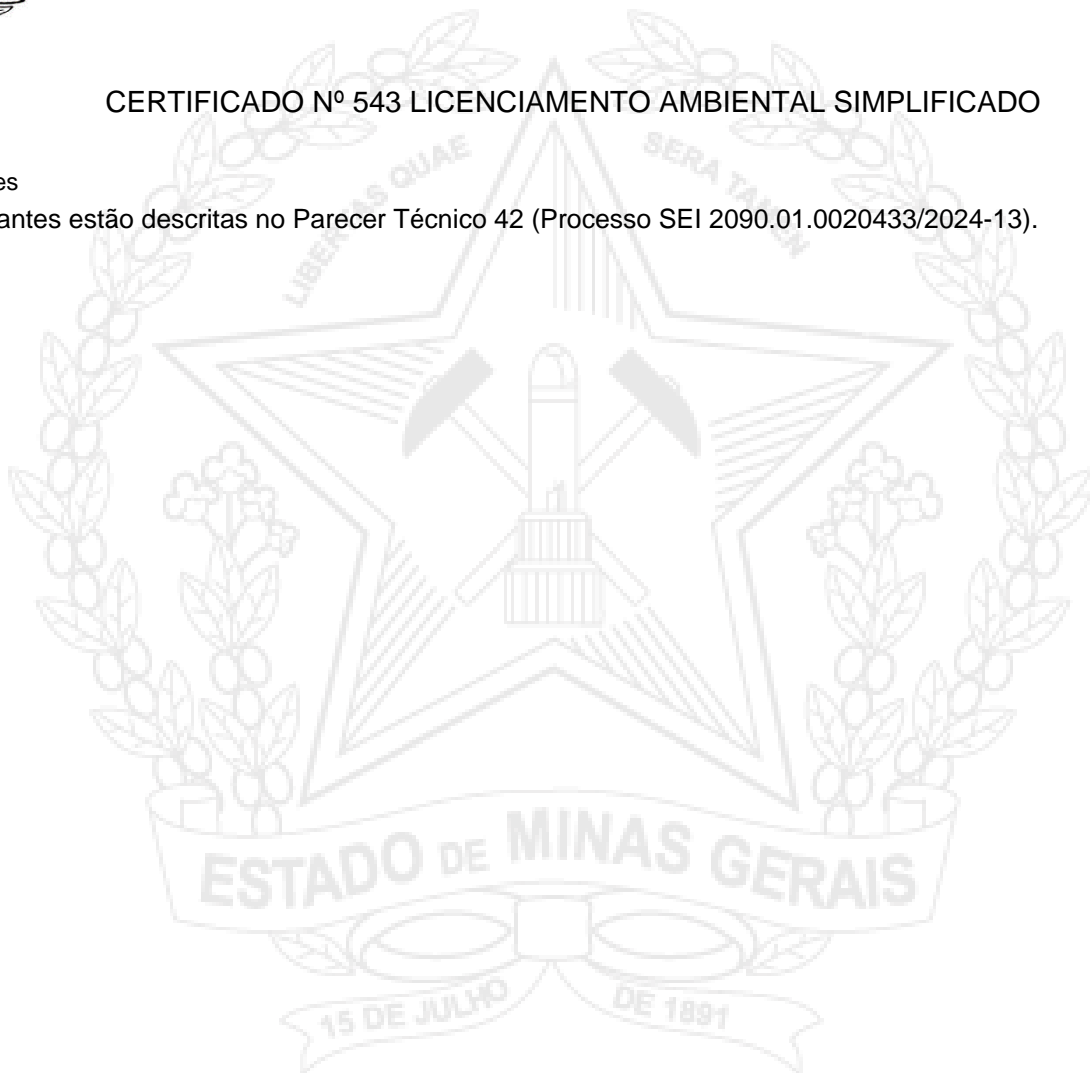 CERTIFICADO Nº 543 LICENCIAMENTO AMBIENTAL SIMPLIFICADO
es
antes estão descritas no Parecer Técnico 42 (Processo SEI 2090.01.0020433/2024-13).
LIBERTAS QUAE SERA TAMEN
ESTADO DE MINAS GERAIS
15 DE JULHO DE 1891